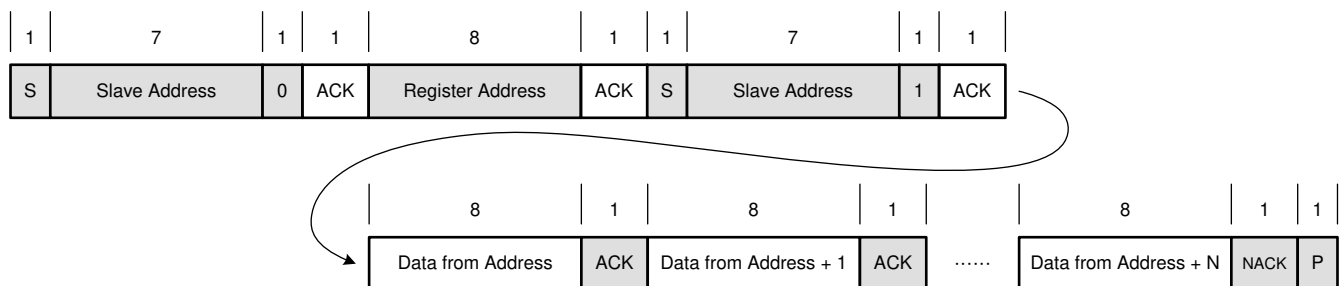 1 7 1 1 8 1 1 7 1 1
S Slave Address 0 ACK Register Address ACK S Slave Address 1 ACK
8 1 8 1 8 1 1
Data from Address ACK Data from Address + 1 ACK ...... Data from Address + N NACK P